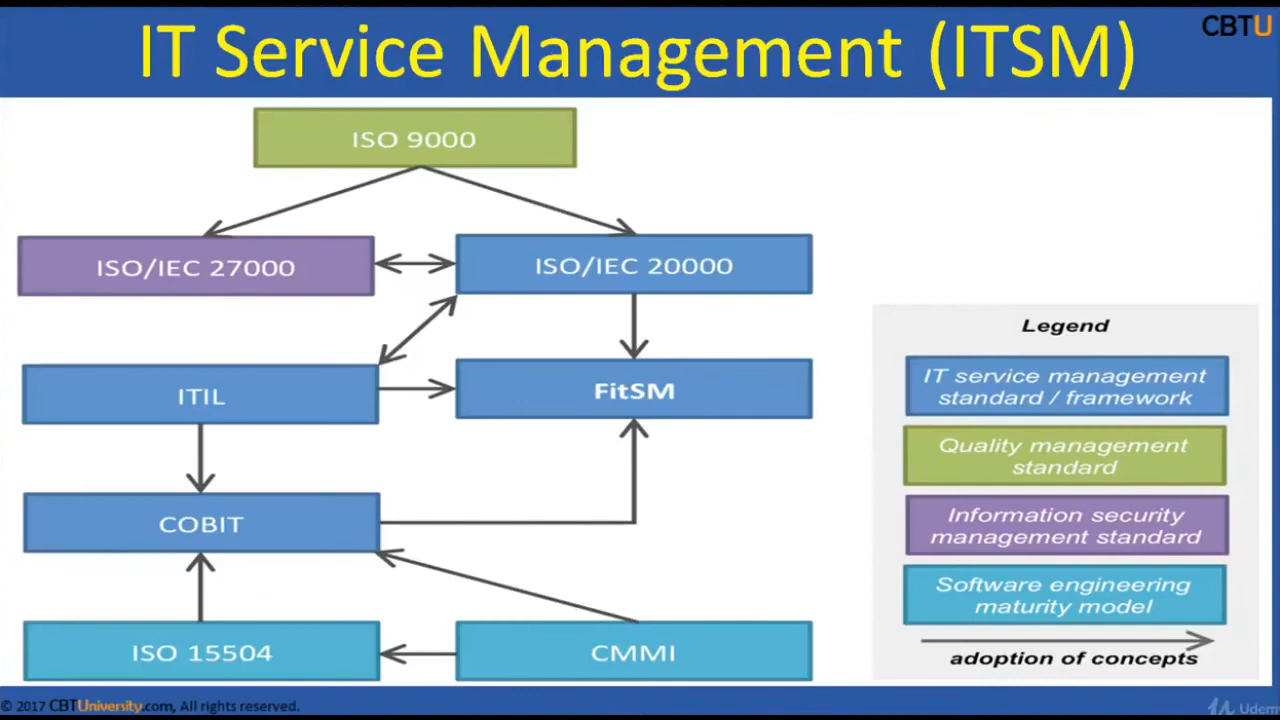 CBTU
IT Service Management (ITSM)
ISO 9000
ISO/IEC 27000
ISO/IEC 20000
ITIL
FitSM
COBIT
ISO 15504
CMMI
Legend
IT service management
standard / framework
Quality management
standard
Information security
management standard
Software engineering
maturity model
adoption of concepts
© 2017 CBTUniversity.com, All rights reserved.